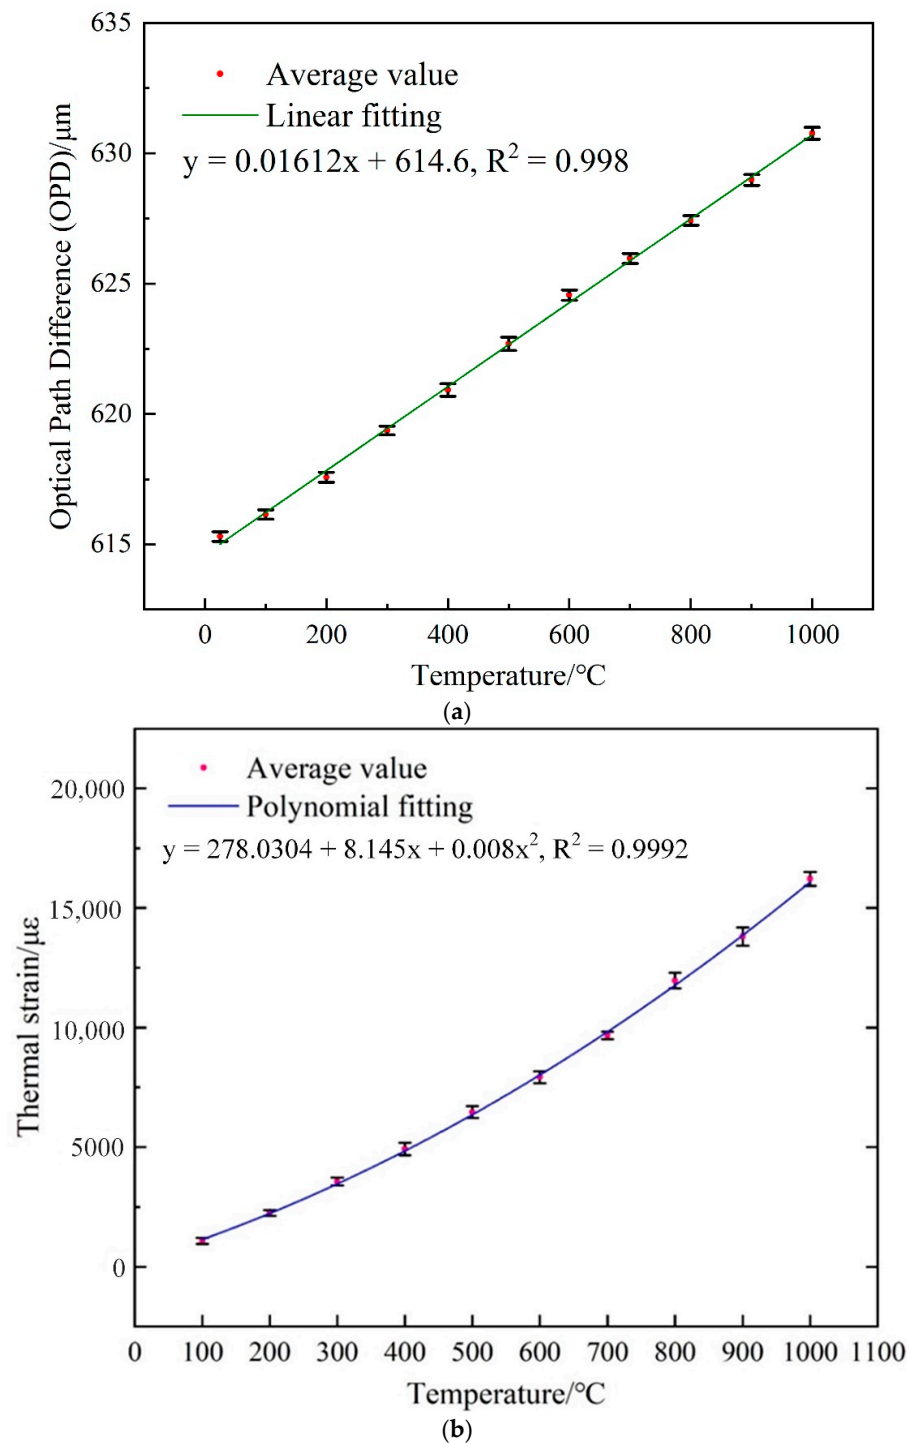 635
630
625
620
615
Optical Path Difference (OPD)/μm
Average value
Linear fitting
y = 0.01612x + 614.6, R² = 0.998
0 200 400 600 800 1000
Temperature/°C
(a)
20,000
15,000
10,000
5000
0
Thermal strain/με
Average value
Polynomial fitting
y = 278.0304 + 8.145x + 0.008x², R² = 0.9992
0 100 200 300 400 500 600 700 800 900 1000 1100
Temperature/°C
(b)